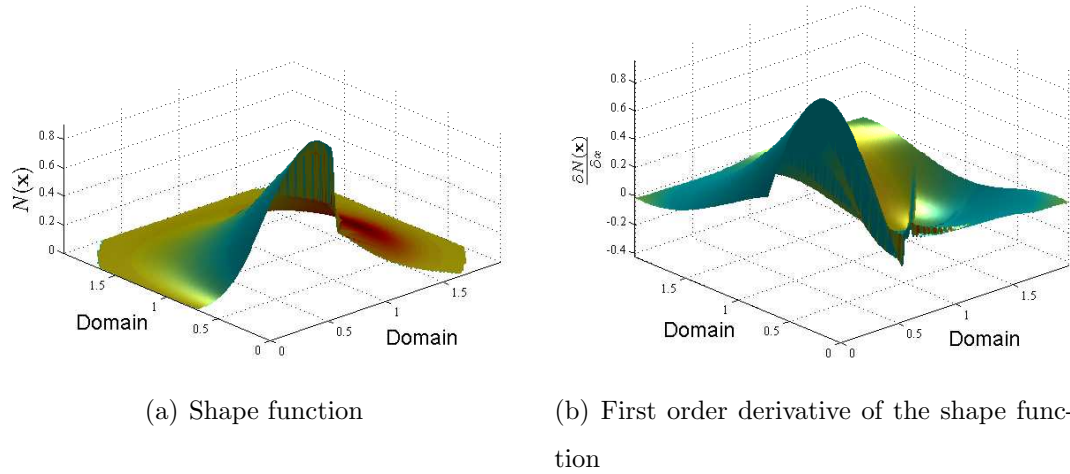 0.8
0.6
0.4
0.2
0
N(x)
1.5
1
0.5
0
Domain
0
0.5
1
1.5
Domain
0.8
0.6
0.4
0.2
0
-0.2
-0.4
δN(x)
δx
1.5
1
0.5
0
Domain
0
0.5
1
1.5
Domain
(a) Shape function
(b) First order derivative of the shape func-
tion